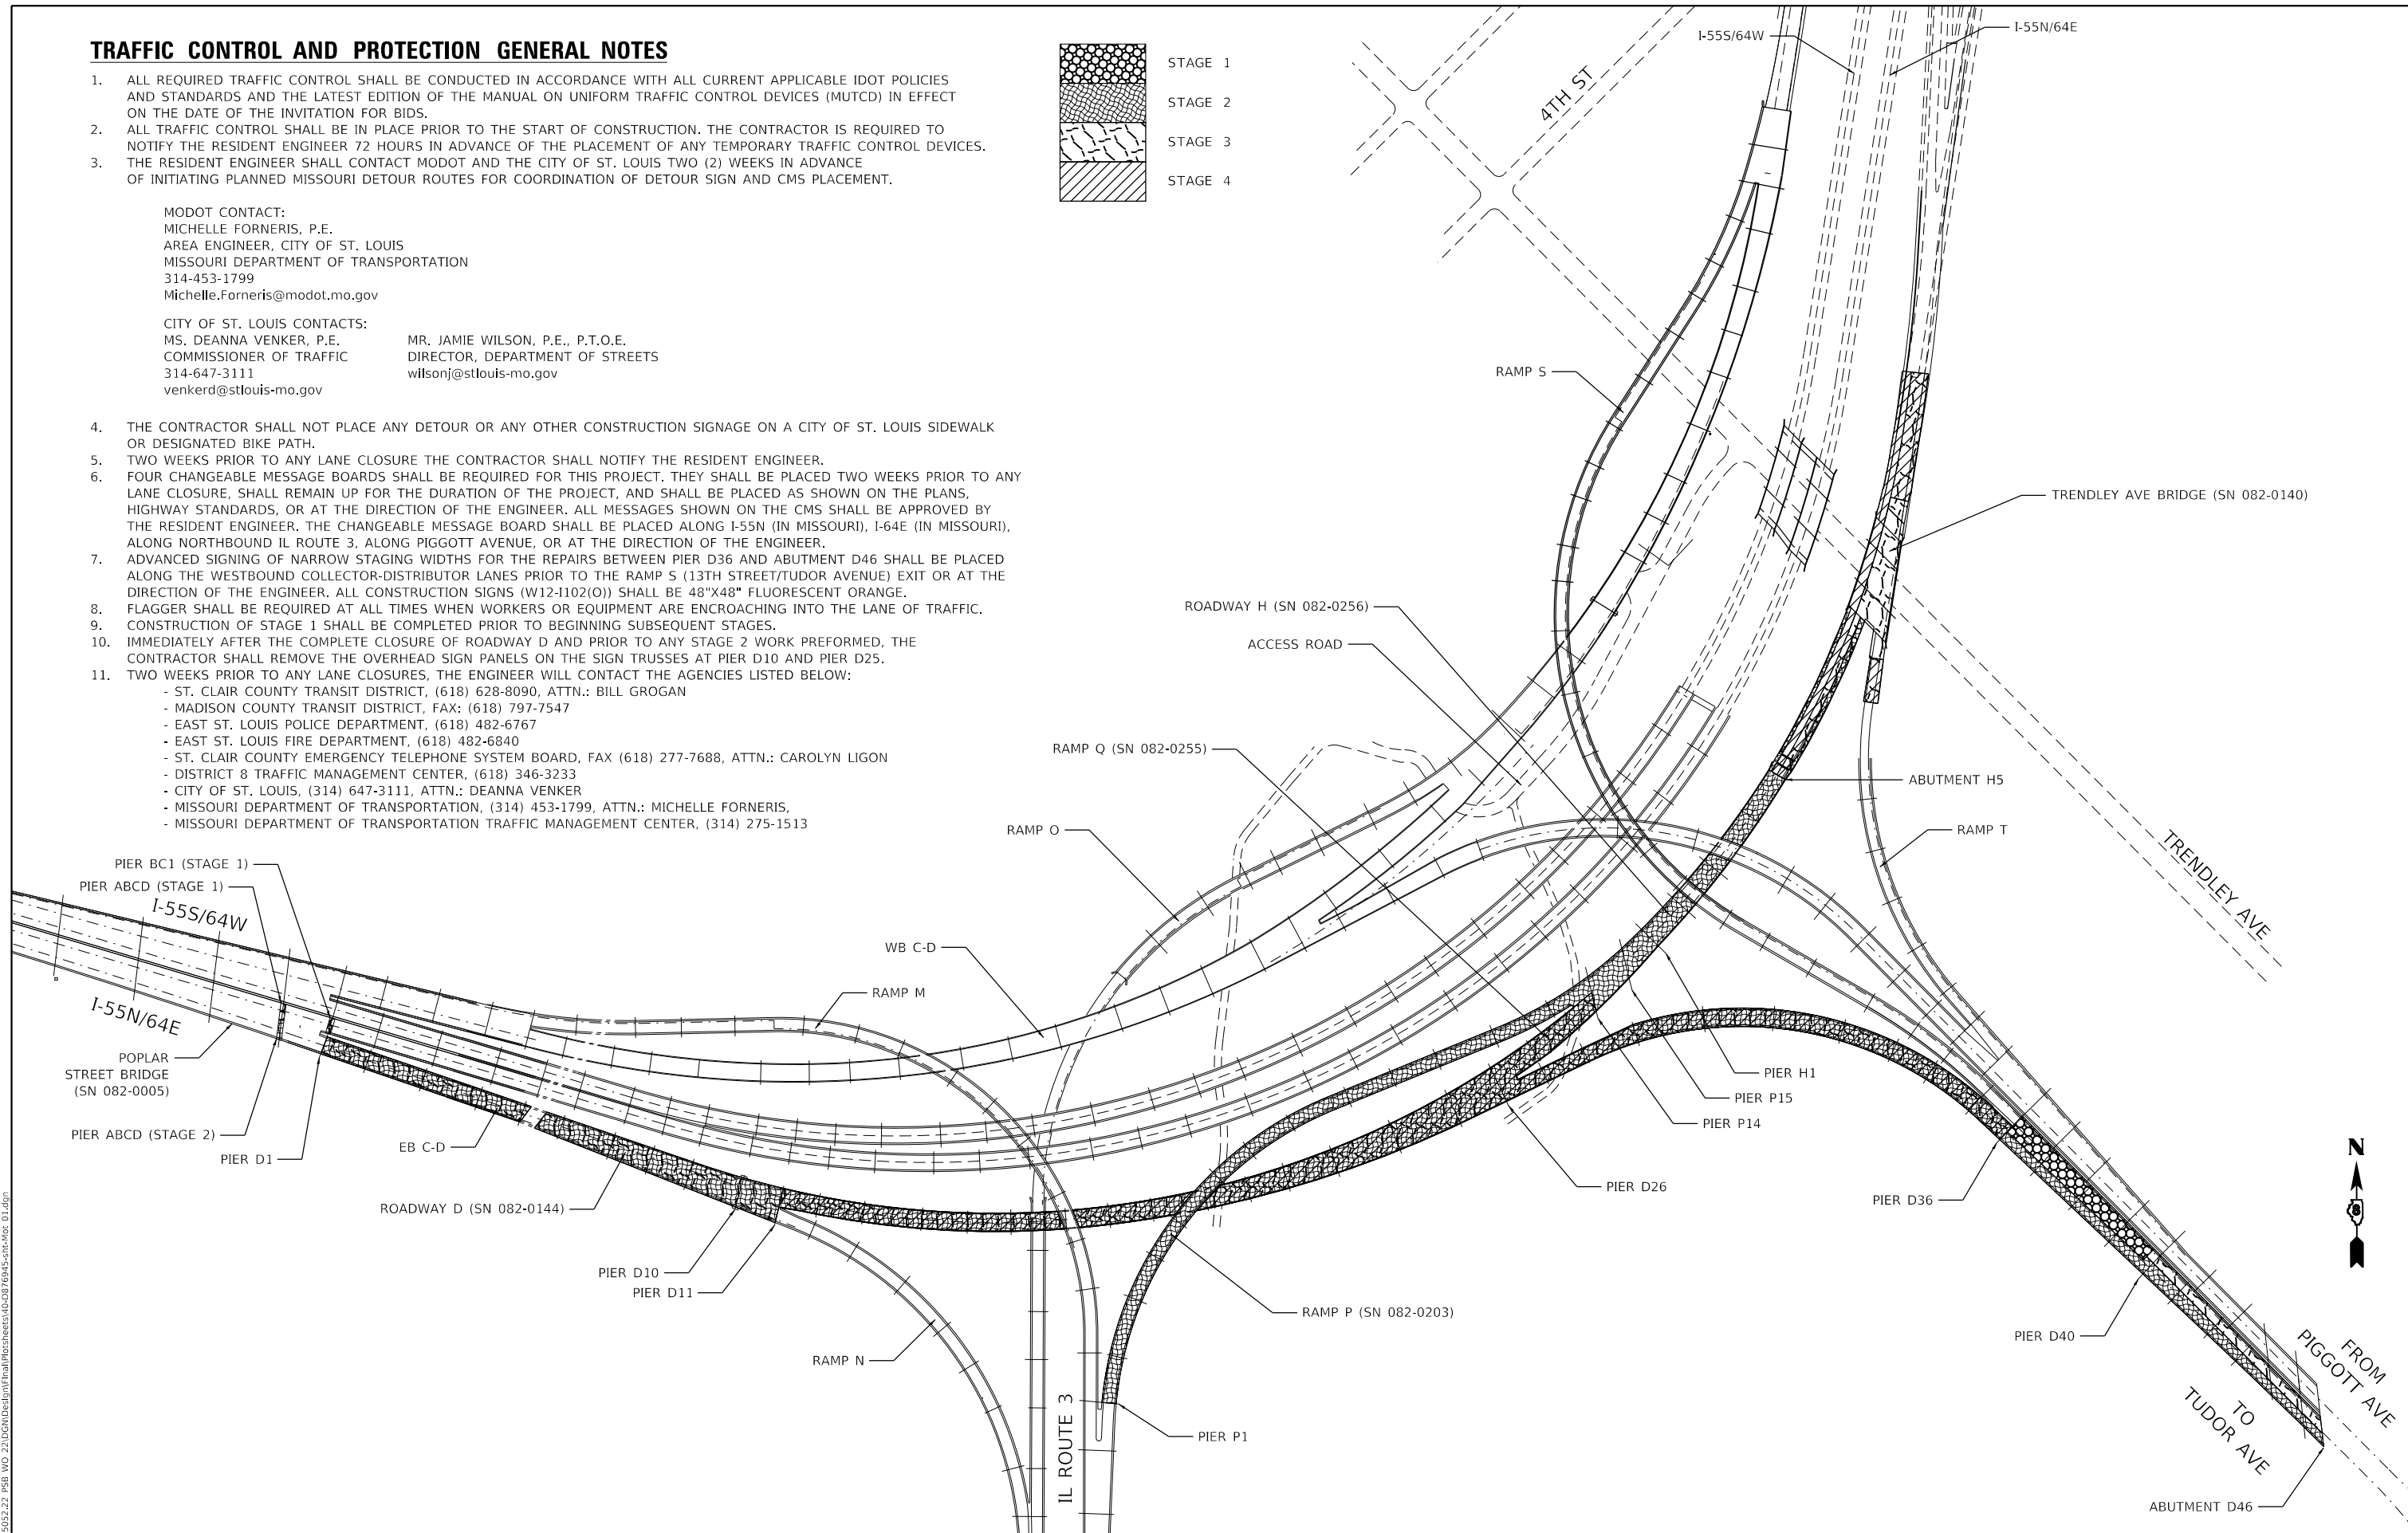 TRAFFIC CONTROL AND PROTECTION GENERAL NOTES
1. ALL REQUIRED TRAFFIC CONTROL SHALL BE CONDUCTED IN ACCORDANCE WITH ALL CURRENT APPLICABLE IDOT POLICIES
AND STANDARDS AND THE LATEST EDITION OF THE MANUAL ON UNIFORM TRAFFIC CONTROL DEVICES (MUTCD) IN EFFECT
ON THE DATE OF THE INVITATION FOR BIDS.
2. ALL TRAFFIC CONTROL SHALL BE IN PLACE PRIOR TO THE START OF CONSTRUCTION. THE CONTRACTOR IS REQUIRED TO
NOTIFY THE RESIDENT ENGINEER 72 HOURS IN ADVANCE OF THE PLACEMENT OF ANY TEMPORARY TRAFFIC CONTROL DEVICES.
3. THE RESIDENT ENGINEER SHALL CONTACT MODOT AND THE CITY OF ST. LOUIS TWO (2) WEEKS IN ADVANCE
OF INITIATING PLANNED MISSOURI DETOUR ROUTES FOR COORDINATION OF DETOUR SIGN AND CMS PLACEMENT.
MODOT CONTACT:
MICHELLE FORNERIS, P.E.
AREA ENGINEER, CITY OF ST. LOUIS
MISSOURI DEPARTMENT OF TRANSPORTATION
314-453-1799
Michelle.Forneris@modot.mo.gov
CITY OF ST. LOUIS CONTACTS:
MS. DEANNA VENKER, P.E.
COMMISSIONER OF TRAFFIC
314-647-3111
venkerd@stlouis-mo.gov
MR. JAMIE WILSON, P.E., P.T.O.E.
DIRECTOR, DEPARTMENT OF STREETS
wilsonj@stlouis-mo.gov
4. THE CONTRACTOR SHALL NOT PLACE ANY DETOUR OR ANY OTHER CONSTRUCTION SIGNAGE ON A CITY OF ST. LOUIS SIDEWALK
OR DESIGNATED BIKE PATH.
5. TWO WEEKS PRIOR TO ANY LANE CLOSURE THE CONTRACTOR SHALL NOTIFY THE RESIDENT ENGINEER.
6. FOUR CHANGEABLE MESSAGE BOARDS SHALL BE REQUIRED FOR THIS PROJECT. THEY SHALL BE PLACED TWO WEEKS PRIOR TO ANY
LANE CLOSURE, SHALL REMAIN UP FOR THE DURATION OF THE PROJECT, AND SHALL BE PLACED AS SHOWN ON THE PLANS,
HIGHWAY STANDARDS, OR AT THE DIRECTION OF THE ENGINEER. ALL MESSAGES SHOWN ON THE CMS SHALL BE APPROVED BY
THE RESIDENT ENGINEER. THE CHANGEABLE MESSAGE BOARD SHALL BE PLACED ALONG I-55N (IN MISSOURI), I-64E (IN MISSOURI),
ALONG NORTHBOUND IL ROUTE 3, ALONG PIGGOTT AVENUE, OR AT THE DIRECTION OF THE ENGINEER.
7. ADVANCED SIGNING OF NARROW STAGING WIDTHS FOR THE REPAIRS BETWEEN PIER D36 AND ABUTMENT D46 SHALL BE PLACED
ALONG THE WESTBOUND COLLECTOR-DISTRIBUTOR LANES PRIOR TO THE RAMP S (13TH STREET/TUDOR AVENUE) EXIT OR AT THE
DIRECTION OF THE ENGINEER. ALL CONSTRUCTION SIGNS (W12-I102(O)) SHALL BE 48"X48" FLUORESCENT ORANGE.
8. FLAGGER SHALL BE REQUIRED AT ALL TIMES WHEN WORKERS OR EQUIPMENT ARE ENCROACHING INTO THE LANE OF TRAFFIC.
9. CONSTRUCTION OF STAGE 1 SHALL BE COMPLETED PRIOR TO BEGINNING SUBSEQUENT STAGES.
10. IMMEDIATELY AFTER THE COMPLETE CLOSURE OF ROADWAY D AND PRIOR TO ANY STAGE 2 WORK PREFORMED, THE
CONTRACTOR SHALL REMOVE THE OVERHEAD SIGN PANELS ON THE SIGN TRUSSES AT PIER D10 AND PIER D25.
11. TWO WEEKS PRIOR TO ANY LANE CLOSURES, THE ENGINEER WILL CONTACT THE AGENCIES LISTED BELOW:
- ST. CLAIR COUNTY TRANSIT DISTRICT, (618) 628-8090, ATTN.: BILL GROGAN
- MADISON COUNTY TRANSIT DISTRICT, FAX: (618) 797-7547
- EAST ST. LOUIS POLICE DEPARTMENT, (618) 482-6767
- EAST ST. LOUIS FIRE DEPARTMENT, (618) 482-6840
- ST. CLAIR COUNTY EMERGENCY TELEPHONE SYSTEM BOARD, FAX (618) 277-7688, ATTN.: CAROLYN LIGON
- DISTRICT 8 TRAFFIC MANAGEMENT CENTER, (618) 346-3233
- CITY OF ST. LOUIS, (314) 647-3111, ATTN.: DEANNA VENKER
- MISSOURI DEPARTMENT OF TRANSPORTATION, (314) 453-1799, ATTN.: MICHELLE FORNERIS,
- MISSOURI DEPARTMENT OF TRANSPORTATION TRAFFIC MANAGEMENT CENTER, (314) 275-1513
STAGE 1
STAGE 2
STAGE 3
STAGE 4
I-55S/64W
I-55N/64E
4TH ST
RAMP S
TRENDLEY AVE BRIDGE (SN 082-0140)
ROADWAY H (SN 082-0256)
ACCESS ROAD
RAMP Q (SN 082-0255)
ABUTMENT H5
RAMP O
RAMP T
TRENDLEY AVE
PIER BC1 (STAGE 1)
PIER ABCD (STAGE 1)
I-55S/64W
WB C-D
RAMP M
I-55N/64E
POPLAR
STREET BRIDGE
(SN 082-0005)
PIER H1
PIER P15
PIER P14
PIER ABCD (STAGE 2)
PIER D1
EB C-D
N
8
PIER D26
PIER D36
ROADWAY D (SN 082-0144)
PIER D10
PIER D11
RAMP P (SN 082-0203)
PIER D40
RAMP N
FROM
PIGGOTT AVE
TO
TUDOR AVE
IL ROUTE 3
PIER P1
ABUTMENT D46
5052.22 PSB WO 22\DGN\Design\Final\Plotsheets\40-D876945-sht-Mot 01.dgn